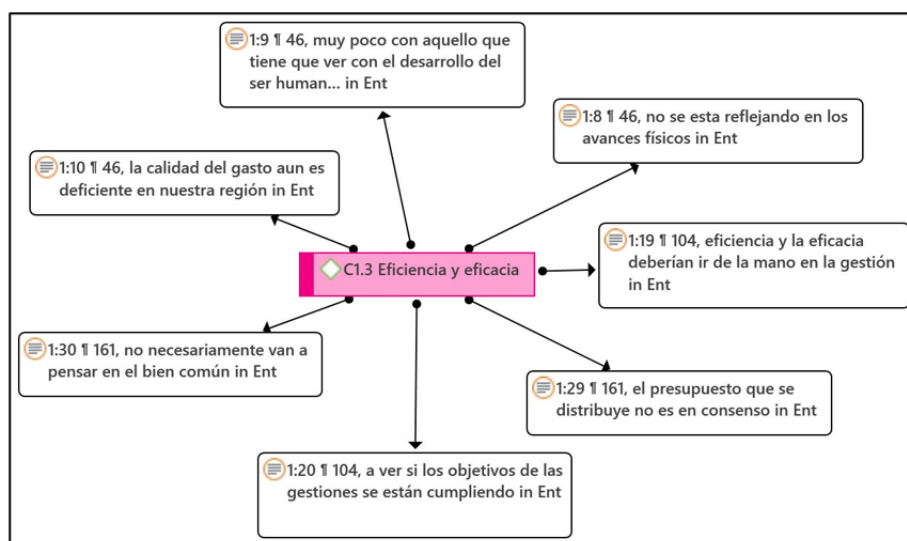 1:9 ¶ 46, muy poco con aquello que
tiene que ver con el desarrollo del
ser human... in Ent
1:8 ¶ 46, no se esta reflejando en los
avances físicos in Ent
1:10 ¶ 46, la calidad del gasto aun es
deficiente en nuestra región in Ent
1:19 ¶ 104, eficiencia y la eficacia
deberían ir de la mano en la gestión
in Ent
C1.3 Eficiencia y eficacia
1:30 ¶ 161, no necesariamente van a
pensar en el bien común in Ent
1:29 ¶ 161, el presupuesto que se
distribuye no es en consenso in Ent
1:20 ¶ 104, a ver si los objetivos de las
gestiones se están cumpliendo in Ent